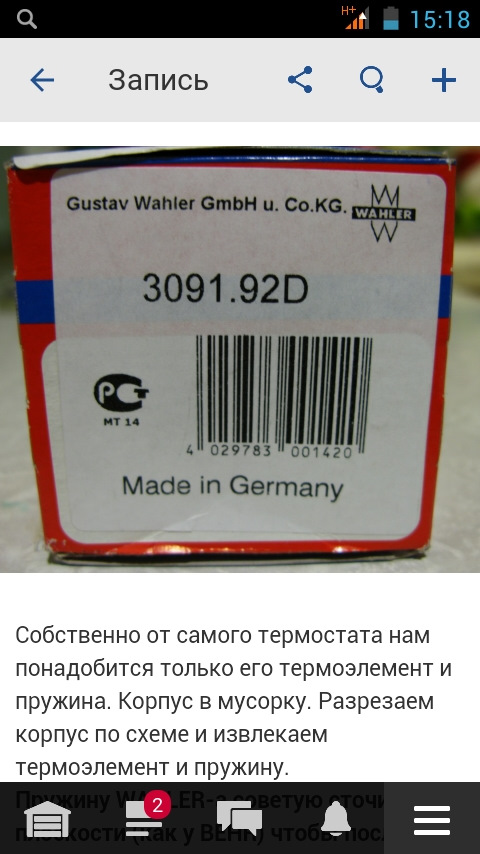 H+ 15:18
Запись
Gustav Wahler GmbH u. Co.KG. WAHLER
3091.92D
РСТ
МТ 14
4 029783 001420
Made in Germany
Собственно от самого термостата нам
понадобится только его термоэлемент и
пружина. Корпус в мусорку. Разрезаем
корпус по схеме и извлекаем
термоэлемент и пружину.
2